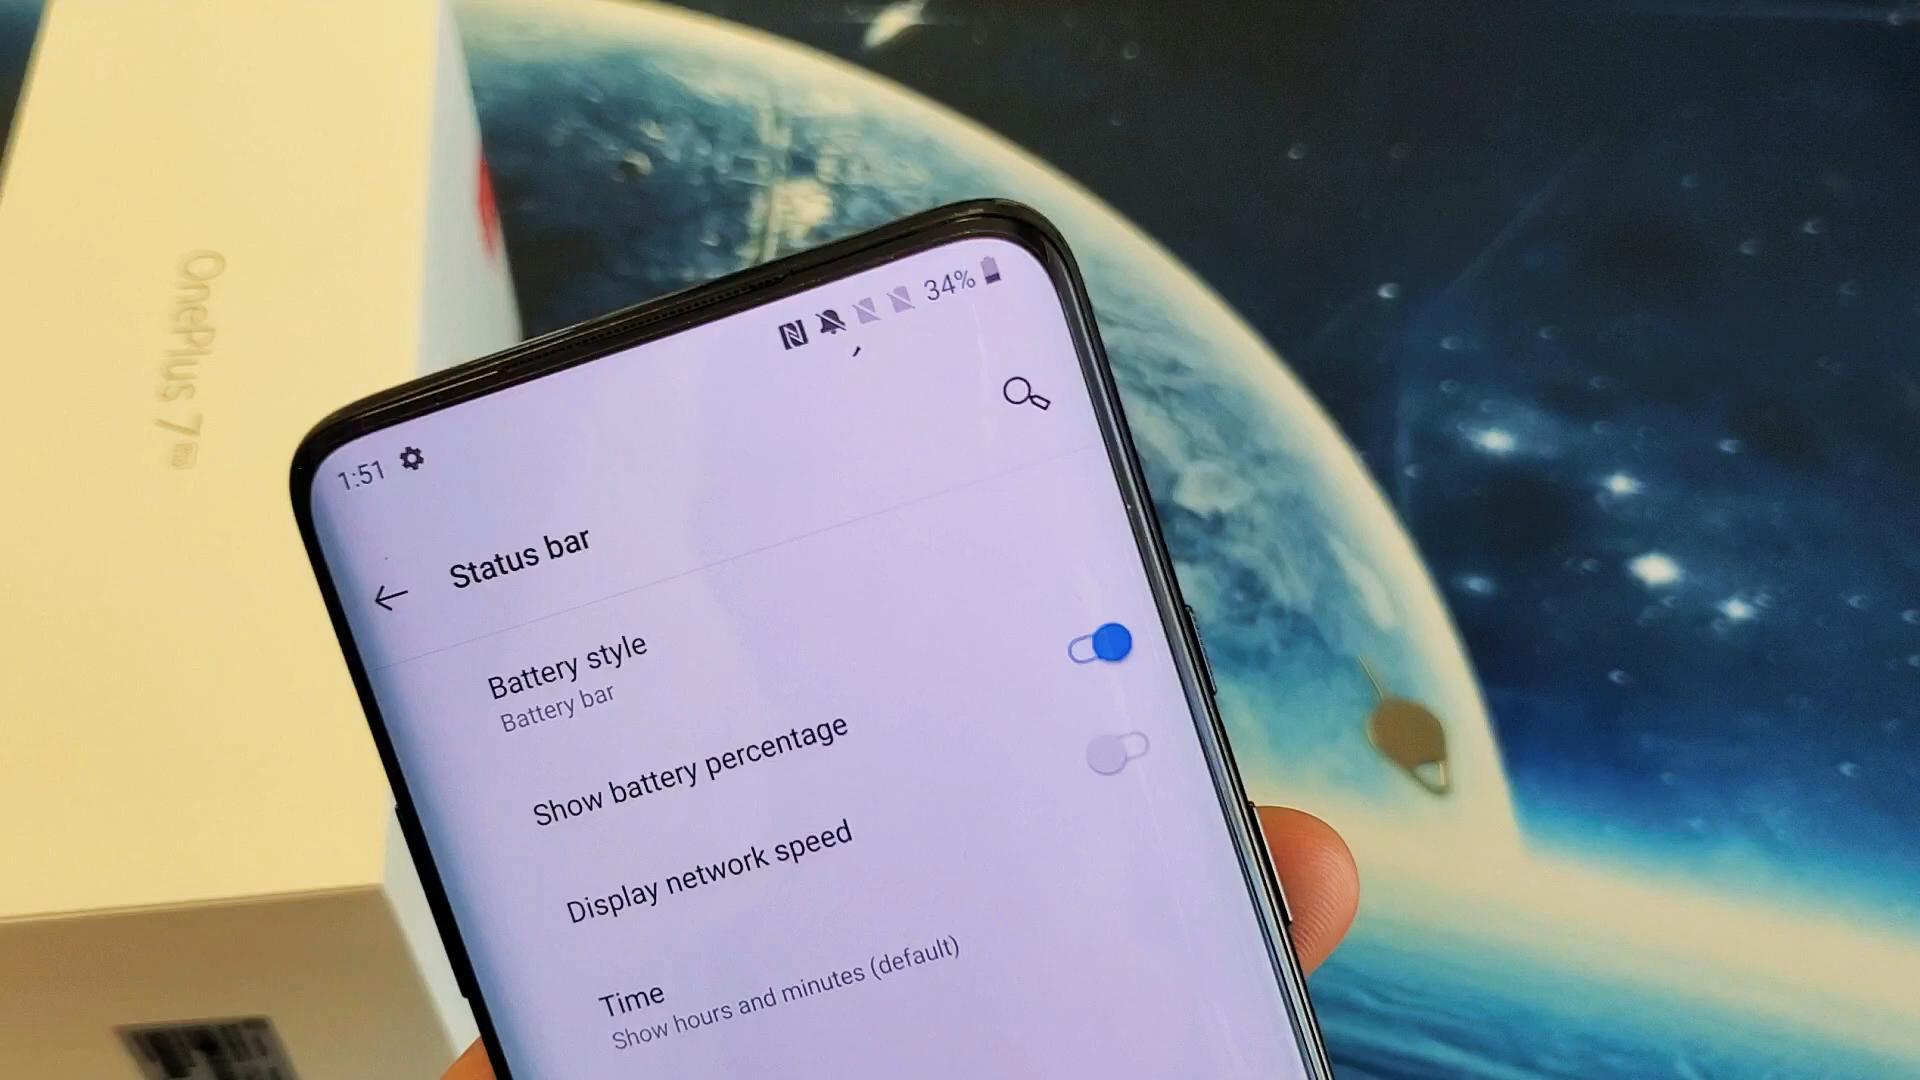 OnePlus 7
34%
1:51
Status bar
Battery style
Battery bar
Show battery percentage
Display network speed
Time
Show hours and minutes (default)